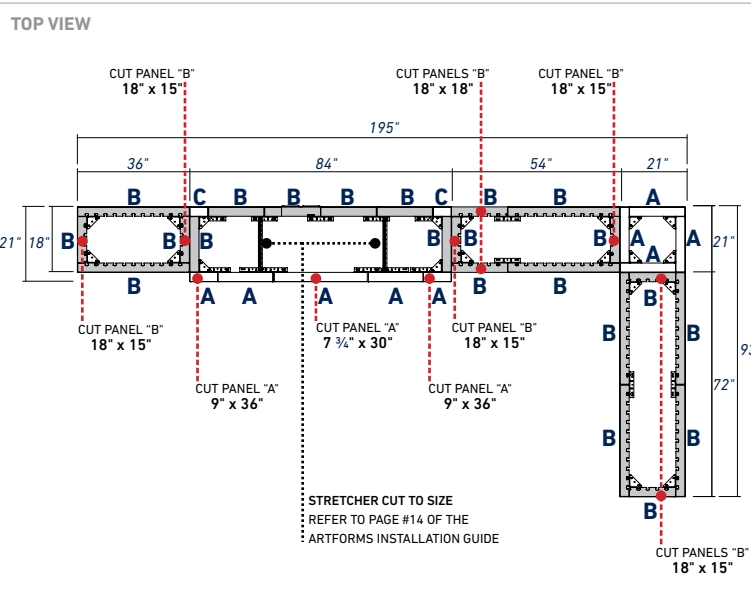 TOP VIEW
CUT PANEL “B”
18" x 15"
CUT PANELS “B”
18" x 18"
CUT PANEL “B”
18" x 15"
195"
36"
84"
54"
21"
B
C
B
B
B
B
C
B
B
A
21"
18"
B
B
B
B
B
B
A
A
A
21"
B
A
A
A
A
A
B
B
B
CUT PANEL “B”
18" x 15"
CUT PANEL “A”
7 ¾" x 30"
CUT PANEL “B”
18" x 15"
B
B
93
72"
CUT PANEL “A”
9" x 36"
CUT PANEL “A”
9" x 36"
B
B
STRETCHER CUT TO SIZE
REFER TO PAGE #14 OF THE
ARTFORMS INSTALLATION GUIDE
B
CUT PANELS “B”
18" x 15"